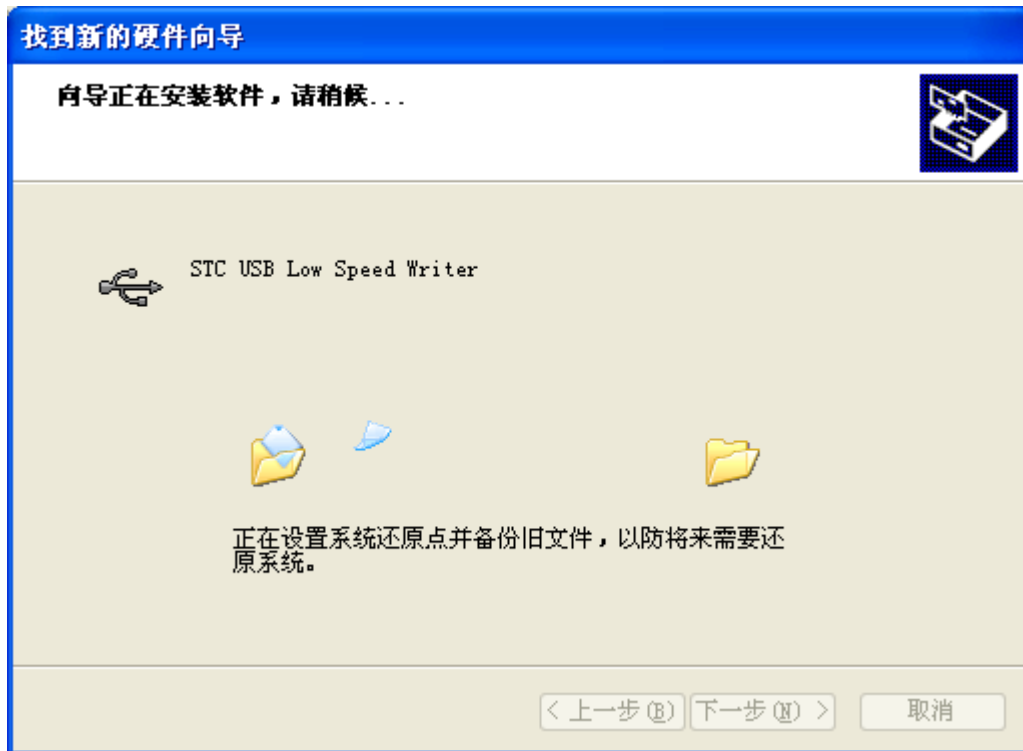 找到新的硬件向导
向导正在安装软件，请稍候...
STC USB Low Speed Writer
正在设置系统还原点并备份旧文件，以防将来需要还
原系统。
< 上一步(B) 下一步(N) > 取消